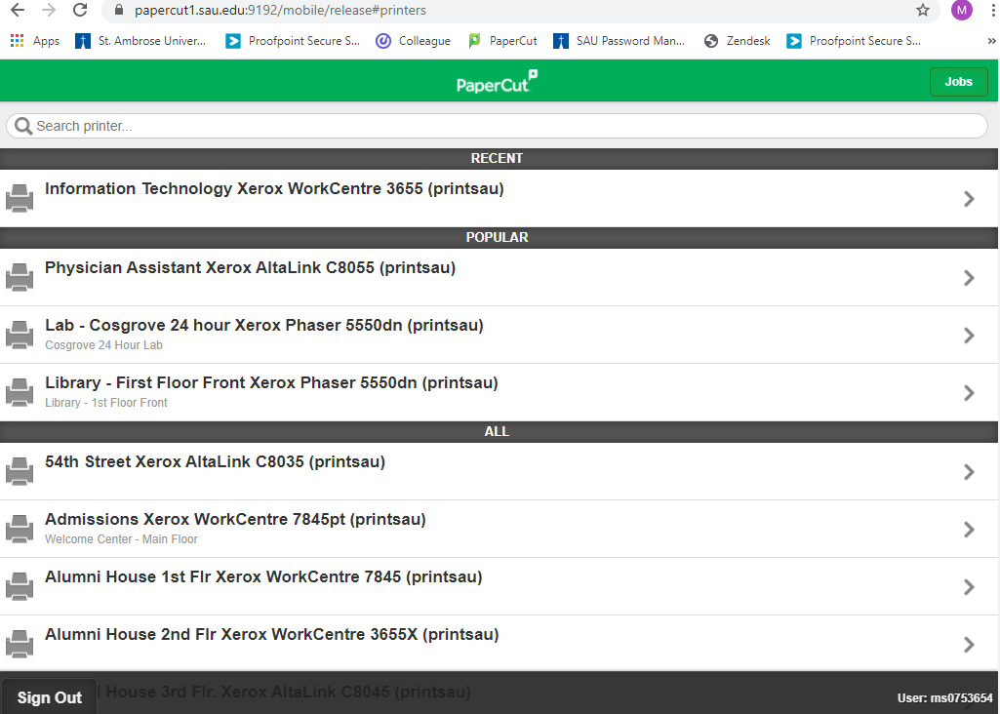 papercut1.sau.edu:9192/mobile/release#printers
M
Apps St. Ambrose Univer... Proofpoint Secure S... Colleague PaperCut SAU Password Man... Zendesk Proofpoint Secure S... »
PaperCut
Jobs
Search printer...
RECENT
Information Technology Xerox WorkCentre 3655 (printsau)
POPULAR
Physician Assistant Xerox AltaLink C8055 (printsau)
Lab - Cosgrove 24 hour Xerox Phaser 5550dn (printsau)
Cosgrove 24 Hour Lab
Library - First Floor Front Xerox Phaser 5550dn (printsau)
Library - 1st Floor Front
ALL
54th Street Xerox AltaLink C8035 (printsau)
Admissions Xerox WorkCentre 7845pt (printsau)
Welcome Center - Main Floor
Alumni House 1st Flr Xerox WorkCentre 7845 (printsau)
Alumni House 2nd Flr Xerox WorkCentre 3655X (printsau)
House 3rd Flr. Xerox AltaLink C8045 (printsau)
Sign Out
User: ms0753654